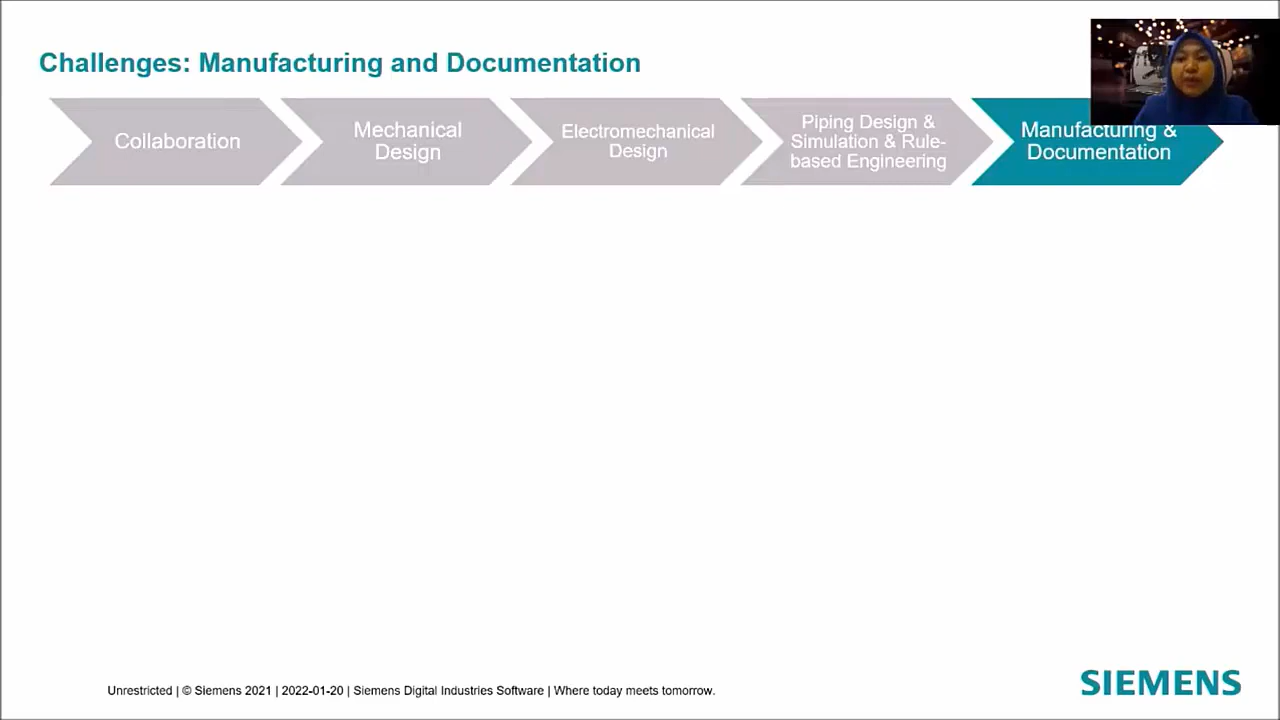 Challenges: Manufacturing and Documentation
Collaboration
Mechanical
Design
Electromechanical
Design
Piping Design &
Simulation & Rule-
based Engineering
Manufacturing &
Documentation
Unrestricted | © Siemens 2021 | 2022-01-20 | Siemens Digital Industries Software | Where today meets tomorrow.
SIEMENS